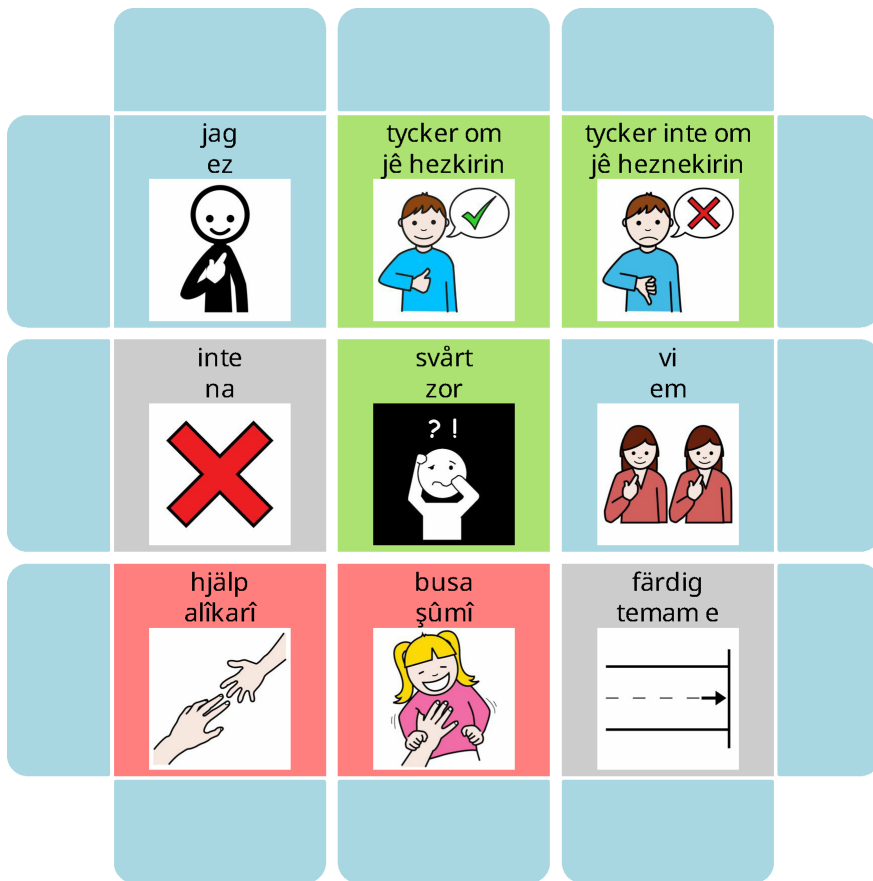 jag
ez
tycker om
jê hezkirin
tycker inte om
jê heznekirin
inte
na
svårt
zor
? !
vi
em
hjälp
alîkarî
busa
şûmî
färdig
temam e